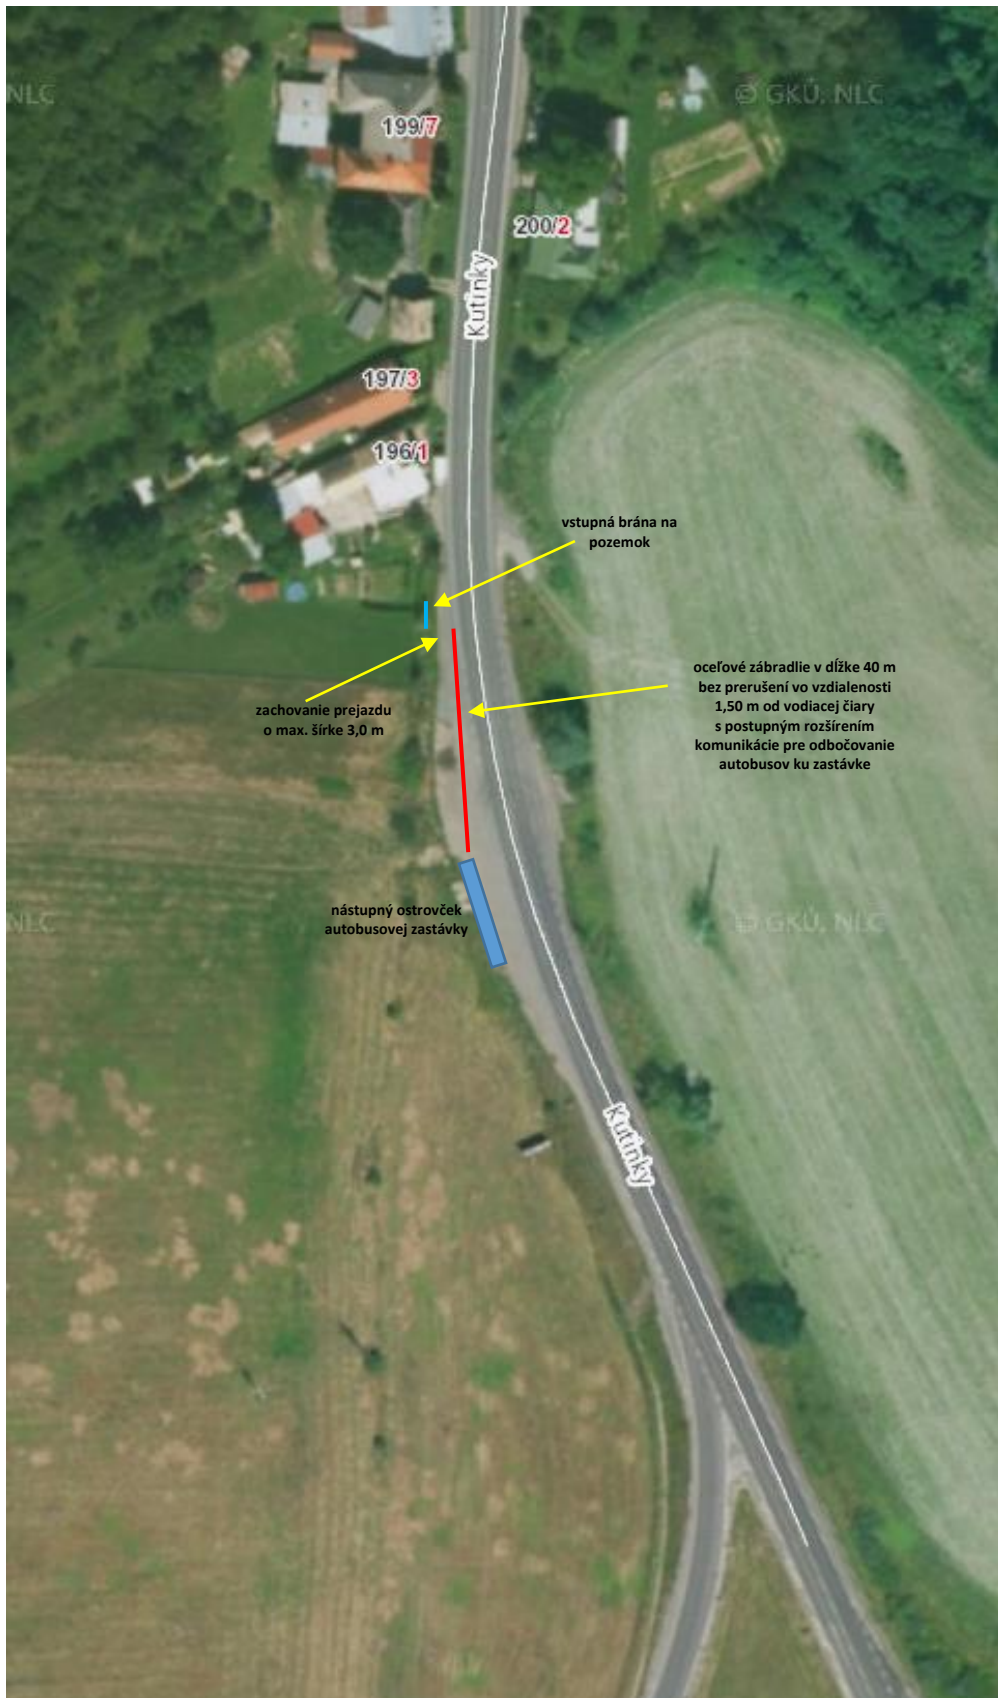 NLC
© GKÚ, NLC
199/7
200/2
Kutinky
197/3
196/1
vstupná brána na
pozemok
zachovanie prejazdu
o max. šírke 3,0 m
oceľové zábradlie v dĺžke 40 m
bez prerušení vo vzdialenosti
1,50 m od vodiacej čiary
s postupným rozšírením
komunikácie pre odbočovanie
autobusov ku zastávke
nástupný ostrovček
autobusovej zastávky
NLC
© GKÚ, NLC
Kutinky